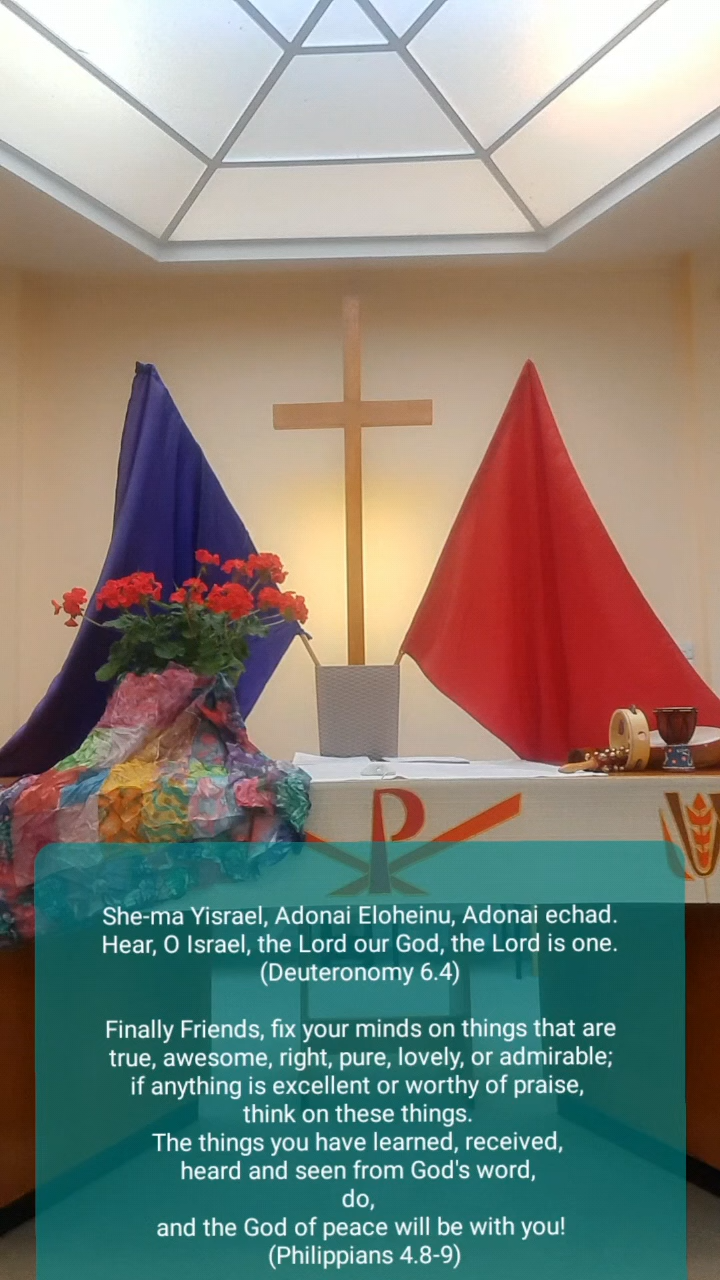 She-ma Yisrael, Adonai Eloheinu, Adonai echad.
Hear, O Israel, the Lord our God, the Lord is one.
(Deuteronomy 6.4)
Finally Friends, fix your minds on things that are
true, awesome, right, pure, lovely, or admirable;
if anything is excellent or worthy of praise,
think on these things.
The things you have learned, received,
heard and seen from God's word,
do,
and the God of peace will be with you!
(Philippians 4.8-9)